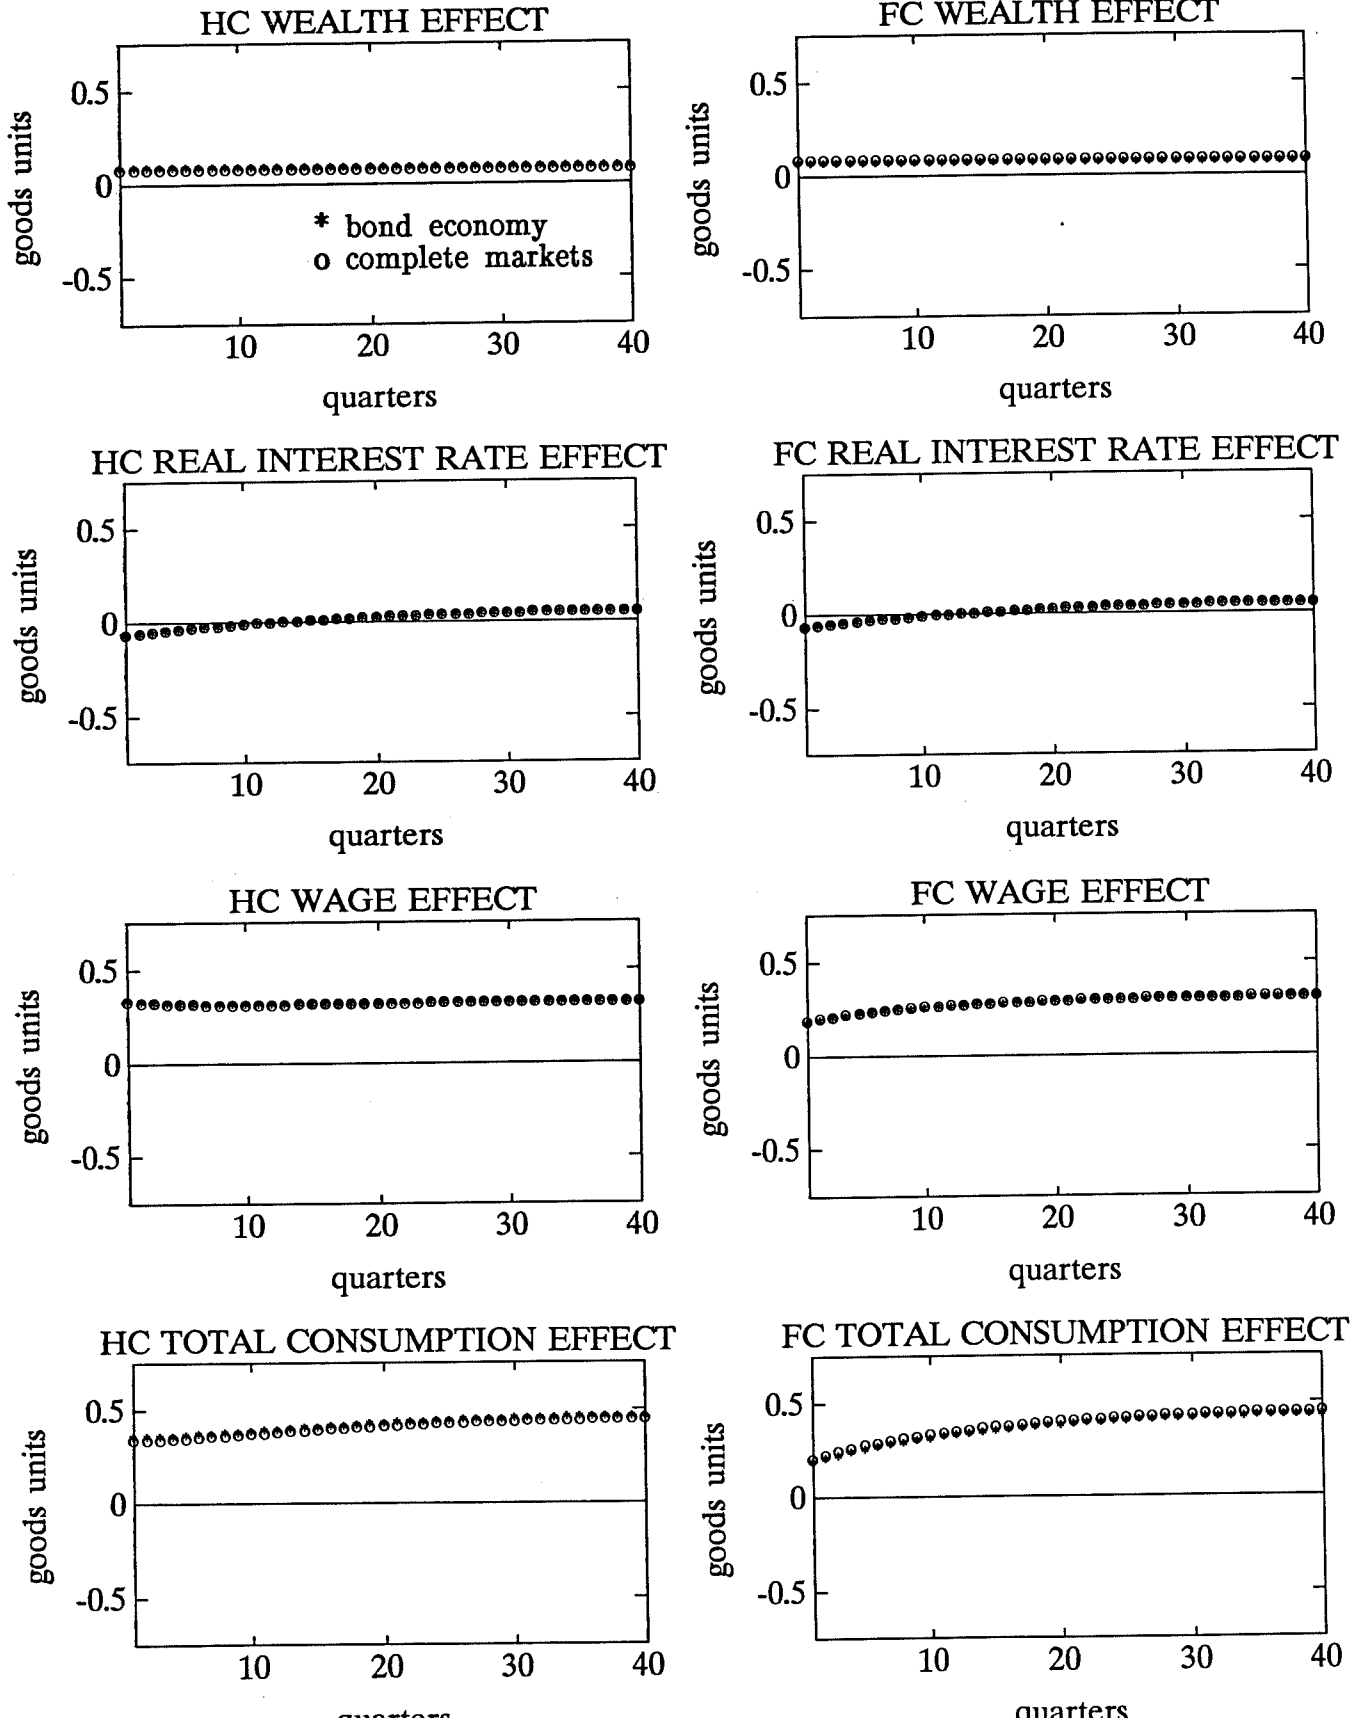 HC WEALTH EFFECT
goods units
0.5
0
-0.5
* bond economy
o complete markets
10 20 30 40
quarters
FC WEALTH EFFECT
goods units
0.5
0
-0.5
10 20 30 40
quarters
HC REAL INTEREST RATE EFFECT
goods units
0.5
0
-0.5
10 20 30 40
quarters
FC REAL INTEREST RATE EFFECT
goods units
0.5
0
-0.5
10 20 30 40
quarters
HC WAGE EFFECT
goods units
0.5
0
-0.5
10 20 30 40
quarters
FC WAGE EFFECT
goods units
0.5
0
-0.5
10 20 30 40
quarters
HC TOTAL CONSUMPTION EFFECT
goods units
0.5
0
-0.5
10 20 30 40
quarters
FC TOTAL CONSUMPTION EFFECT
goods units
0.5
0
-0.5
10 20 30 40
quarters